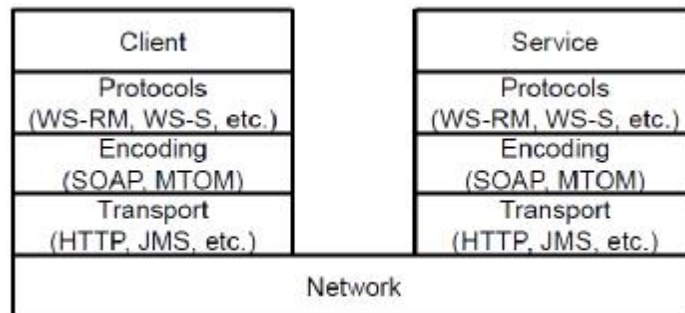 Client
Protocols
(WS-RM, WS-S, etc.)
Encoding
(SOAP, MTOM)
Transport
(HTTP, JMS, etc.)
Service
Protocols
(WS-RM, WS-S, etc.)
Encoding
(SOAP, MTOM)
Transport
(HTTP, JMS, etc.)
Network